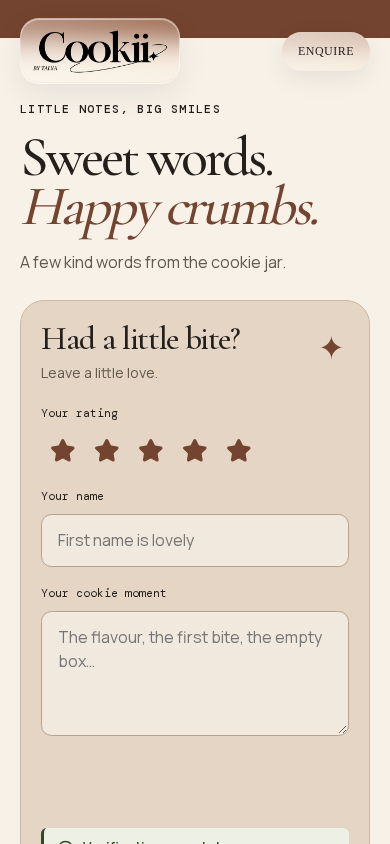 Cookii
BY TALYA
ENQUIRE
LITTLE NOTES, BIG SMILES
Sweet words.
Happy crumbs.
A few kind words from the cookie jar.
Had a little bite?
Leave a little love.
Your rating
Your name
First name is lovely
Your cookie moment
The flavour, the first bite, the empty
box…